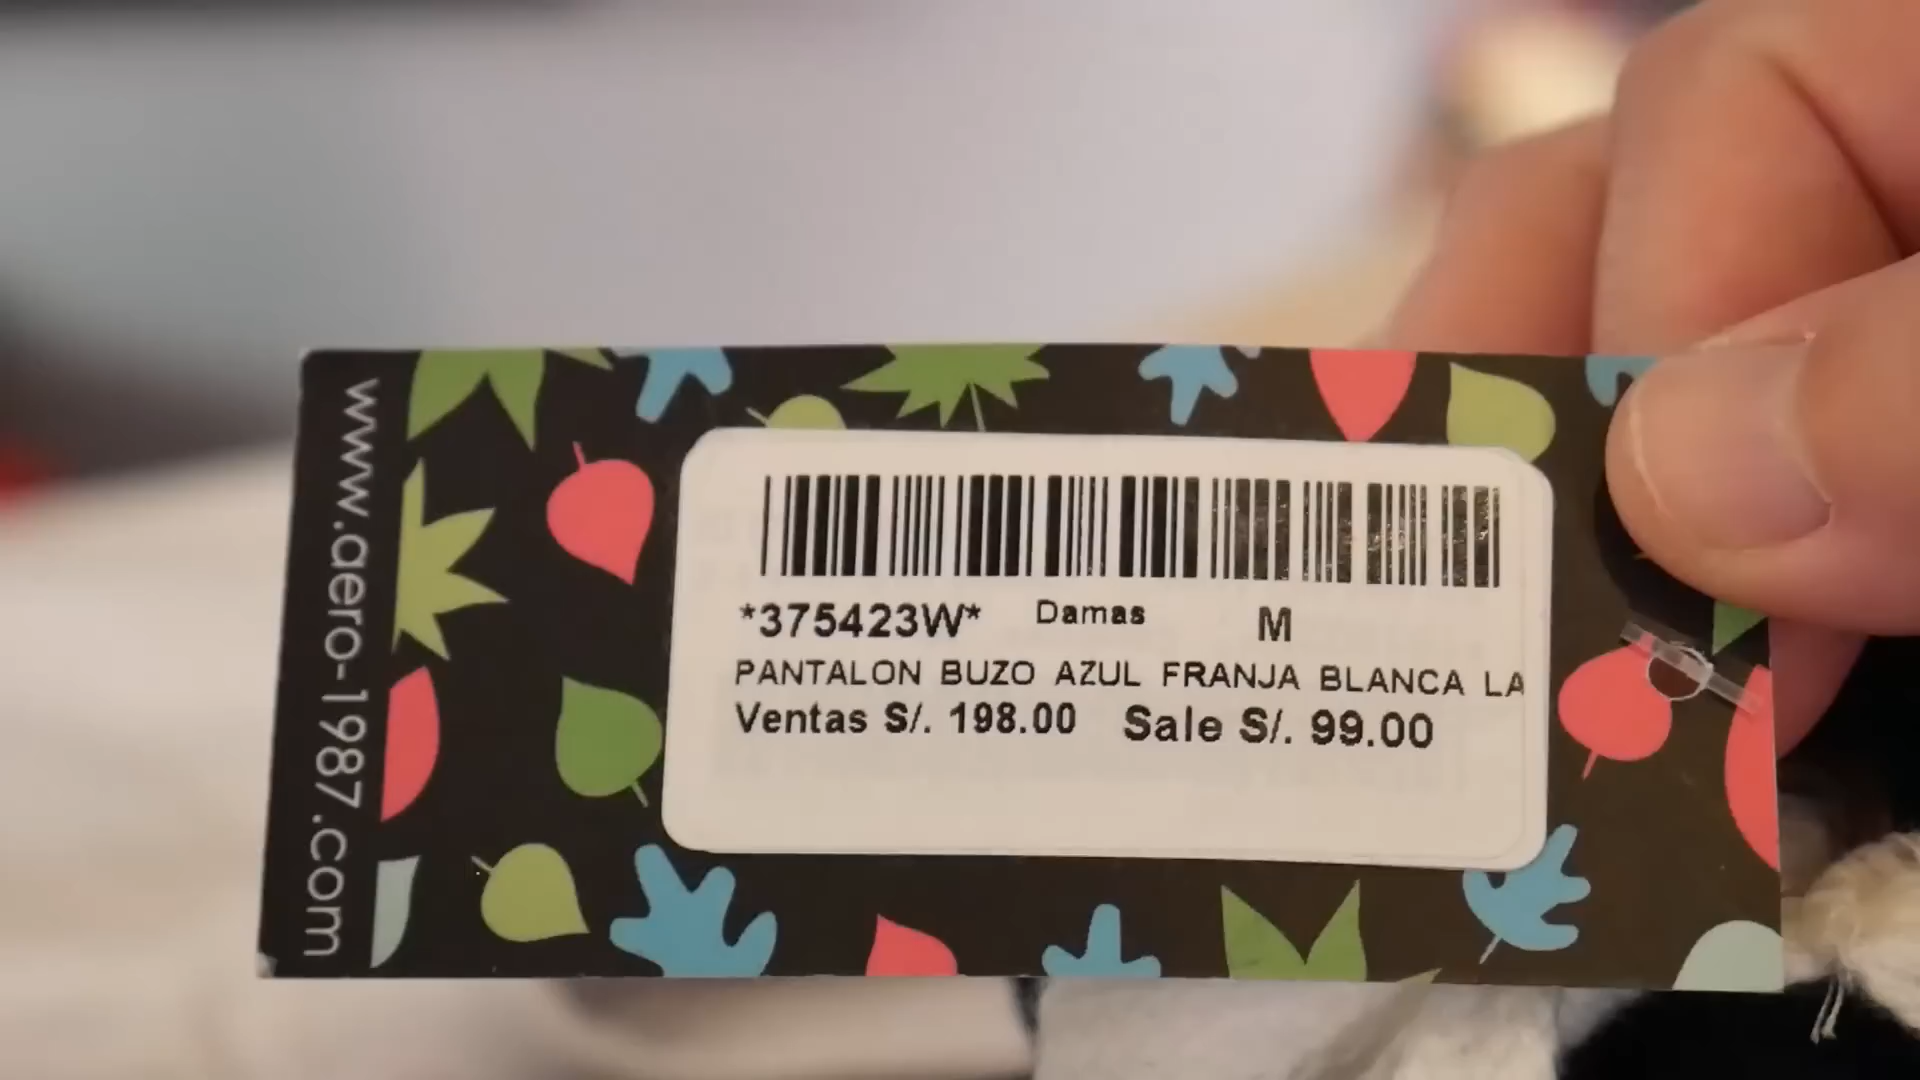 www.aero-1987.com
*375423W* Damas M
PANTALON BUZO AZUL FRANJA BLANCA LA
Ventas S/. 198.00 Sale S/. 99.00